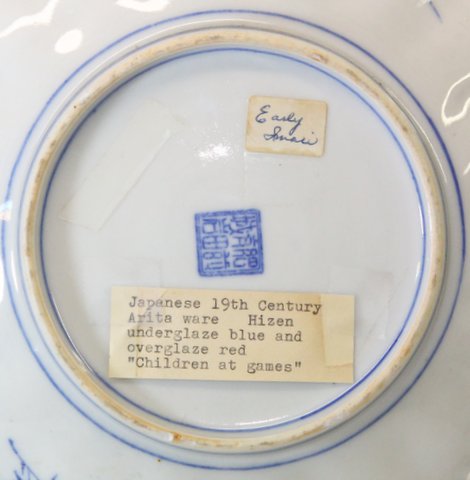 Early
Imari
Japanese 19th Century
Arita ware Hizen
underglaze blue and
overglaze red
"Children at games"